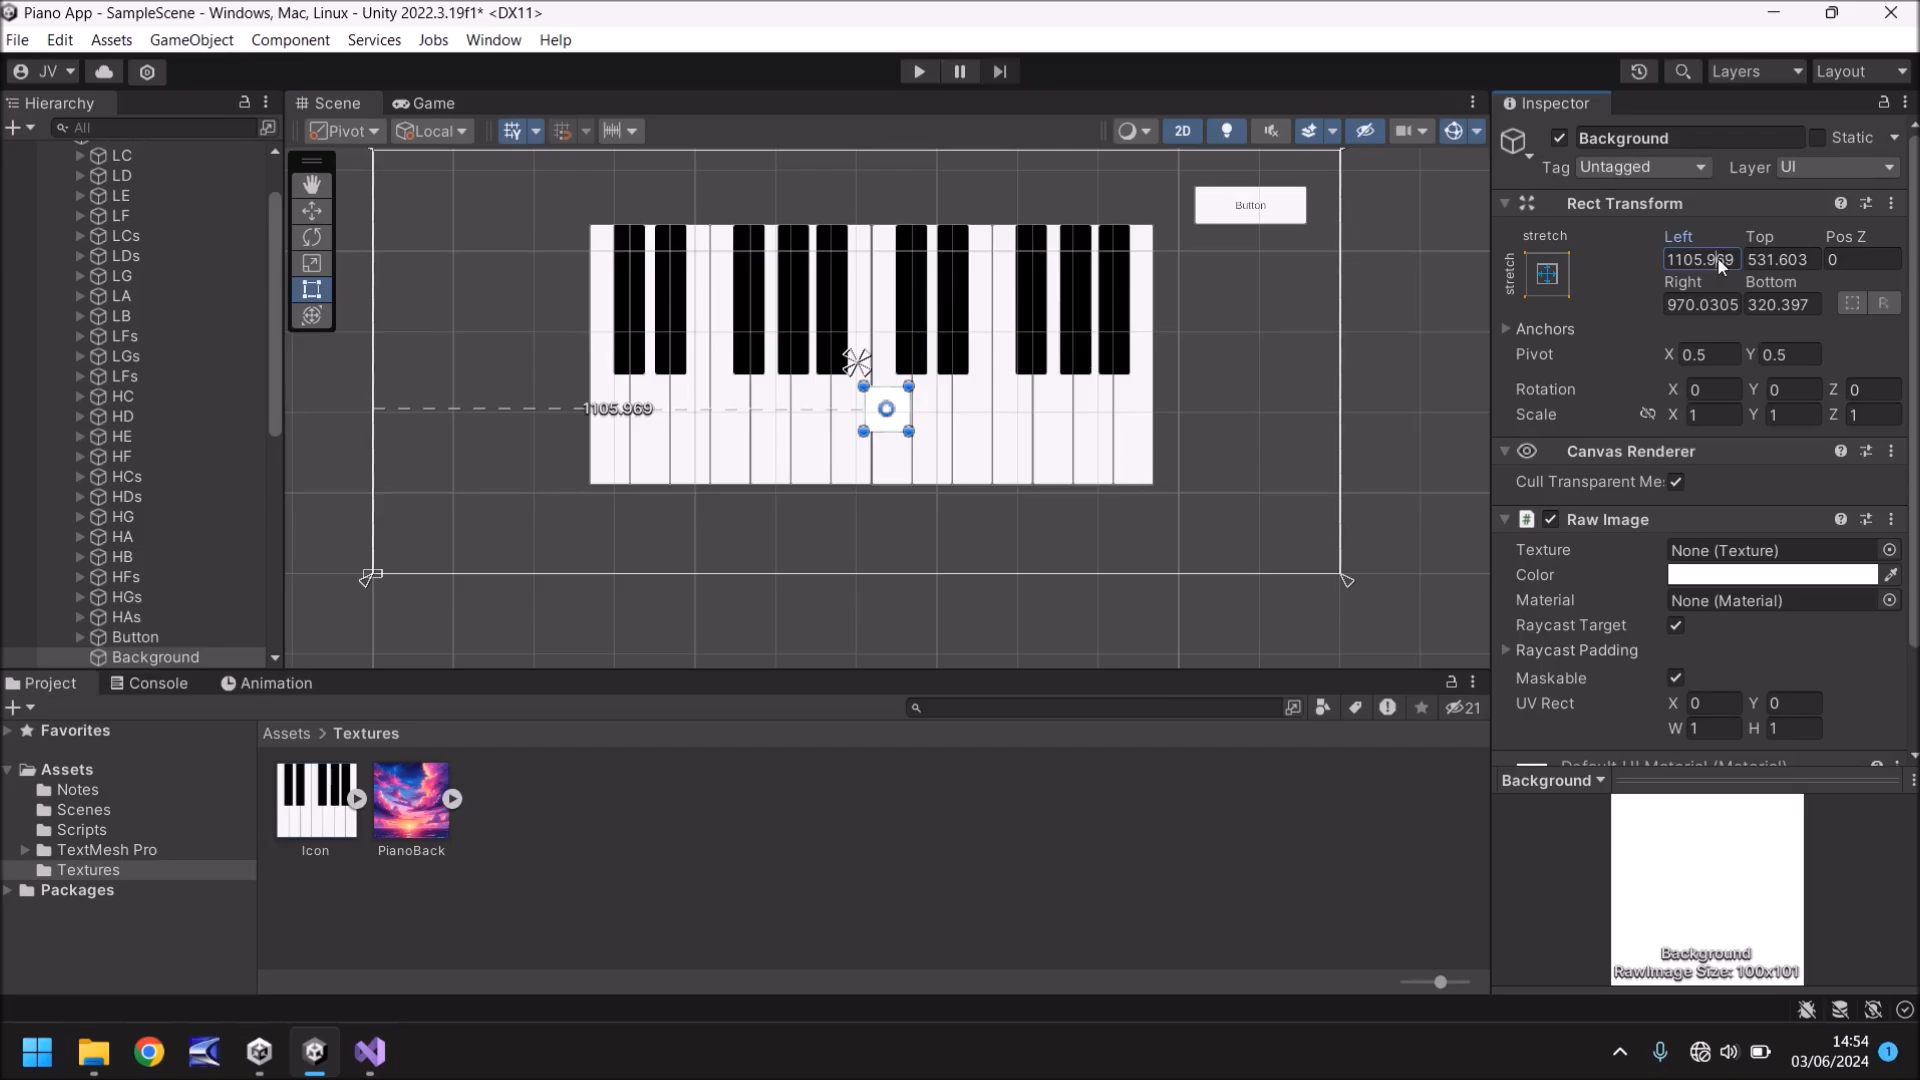 Piano App - SampleScene - Windows, Mac, Linux - Unity 2022.3.19f1* <DX11>
File Edit Assets GameObject Component Services Jobs Window Help
JV Layers Layout
Hierarchy
Scene
Game
Inspector
All
Pivot
Local
2D
Background
Static
Tag Untagged
Layer UI
LC
LD
LE
LF
LCs
LDs
LG
LA
LB
LFs
LGs
LFs
HC
HD
HE
HF
HCs
HDs
HG
HA
HB
HFs
HGs
HAs
Button
Background
Button
1105.969
Rect Transform
stretch
stretch
Left Top Pos Z
1105.969 531.603 0
Right Bottom
970.0305 320.397
R
Anchors
Pivot X 0.5 Y 0.5
Rotation X 0 Y 0 Z 0
Scale X 1 Y 1 Z 1
Canvas Renderer
Cull Transparent Me:
Raw Image
Texture None (Texture)
Color
Material None (Material)
Raycast Target
Raycast Padding
Maskable
UV Rect X 0 Y 0
W 1 H 1
Default UI Material (Material)
Background
Background
RawImage Size: 100x101
Project
Console
Animation
21
Favorites
Assets
Notes
Scenes
Scripts
TextMesh Pro
Textures
Packages
Assets > Textures
Icon
PianoBack
14:54
03/06/2024
1